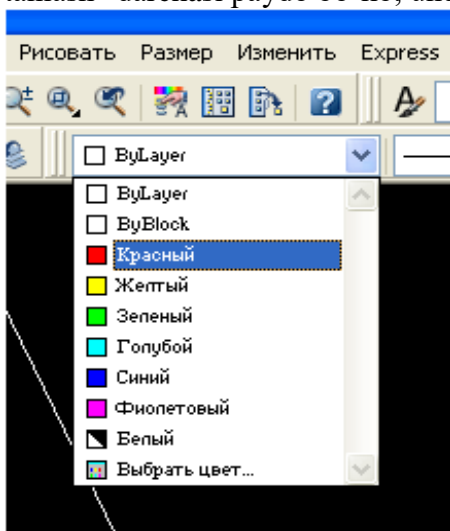 Рисовать Размер Изменить Express
ByLayer
ByLayer
ByBlock
Красный
Желтый
Зеленый
Голубой
Синий
Фиолетовый
Белый
Выбрать цвет...